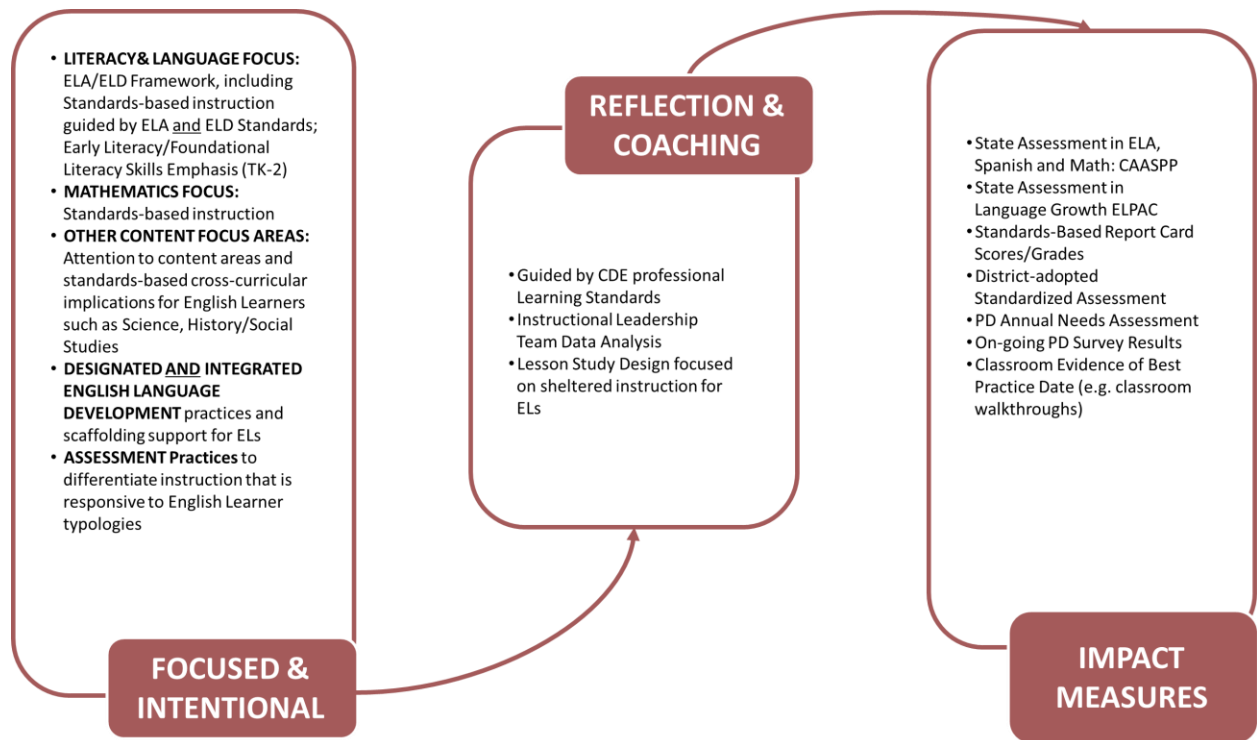 • LITERACY& LANGUAGE FOCUS:
ELA/ELD Framework, including
Standards-based instruction
guided by ELA and ELD Standards;
Early Literacy/Foundational
Literacy Skills Emphasis (TK-2)
• MATHEMATICS FOCUS:
Standards-based instruction
• OTHER CONTENT FOCUS AREAS:
Attention to content areas and
standards-based cross-curricular
implications for English Learners
such as Science, History/Social
Studies
• DESIGNATED AND INTEGRATED
ENGLISH LANGUAGE
DEVELOPMENT practices and
scaffolding support for ELs
• ASSESSMENT Practices to
differentiate instruction that is
responsive to English Learner
typologies
FOCUSED &
INTENTIONAL
REFLECTION &
COACHING
• Guided by CDE professional
Learning Standards
• Instructional Leadership
Team Data Analysis
• Lesson Study Design focused
on sheltered instruction for
ELs
• State Assessment in ELA,
Spanish and Math: CAASPP
• State Assessment in
Language Growth ELPAC
• Standards-Based Report Card
Scores/Grades
• District-adopted
Standardized Assessment
• PD Annual Needs Assessment
• On-going PD Survey Results
• Classroom Evidence of Best
Practice Date (e.g. classroom
walkthroughs)
IMPACT
MEASURES